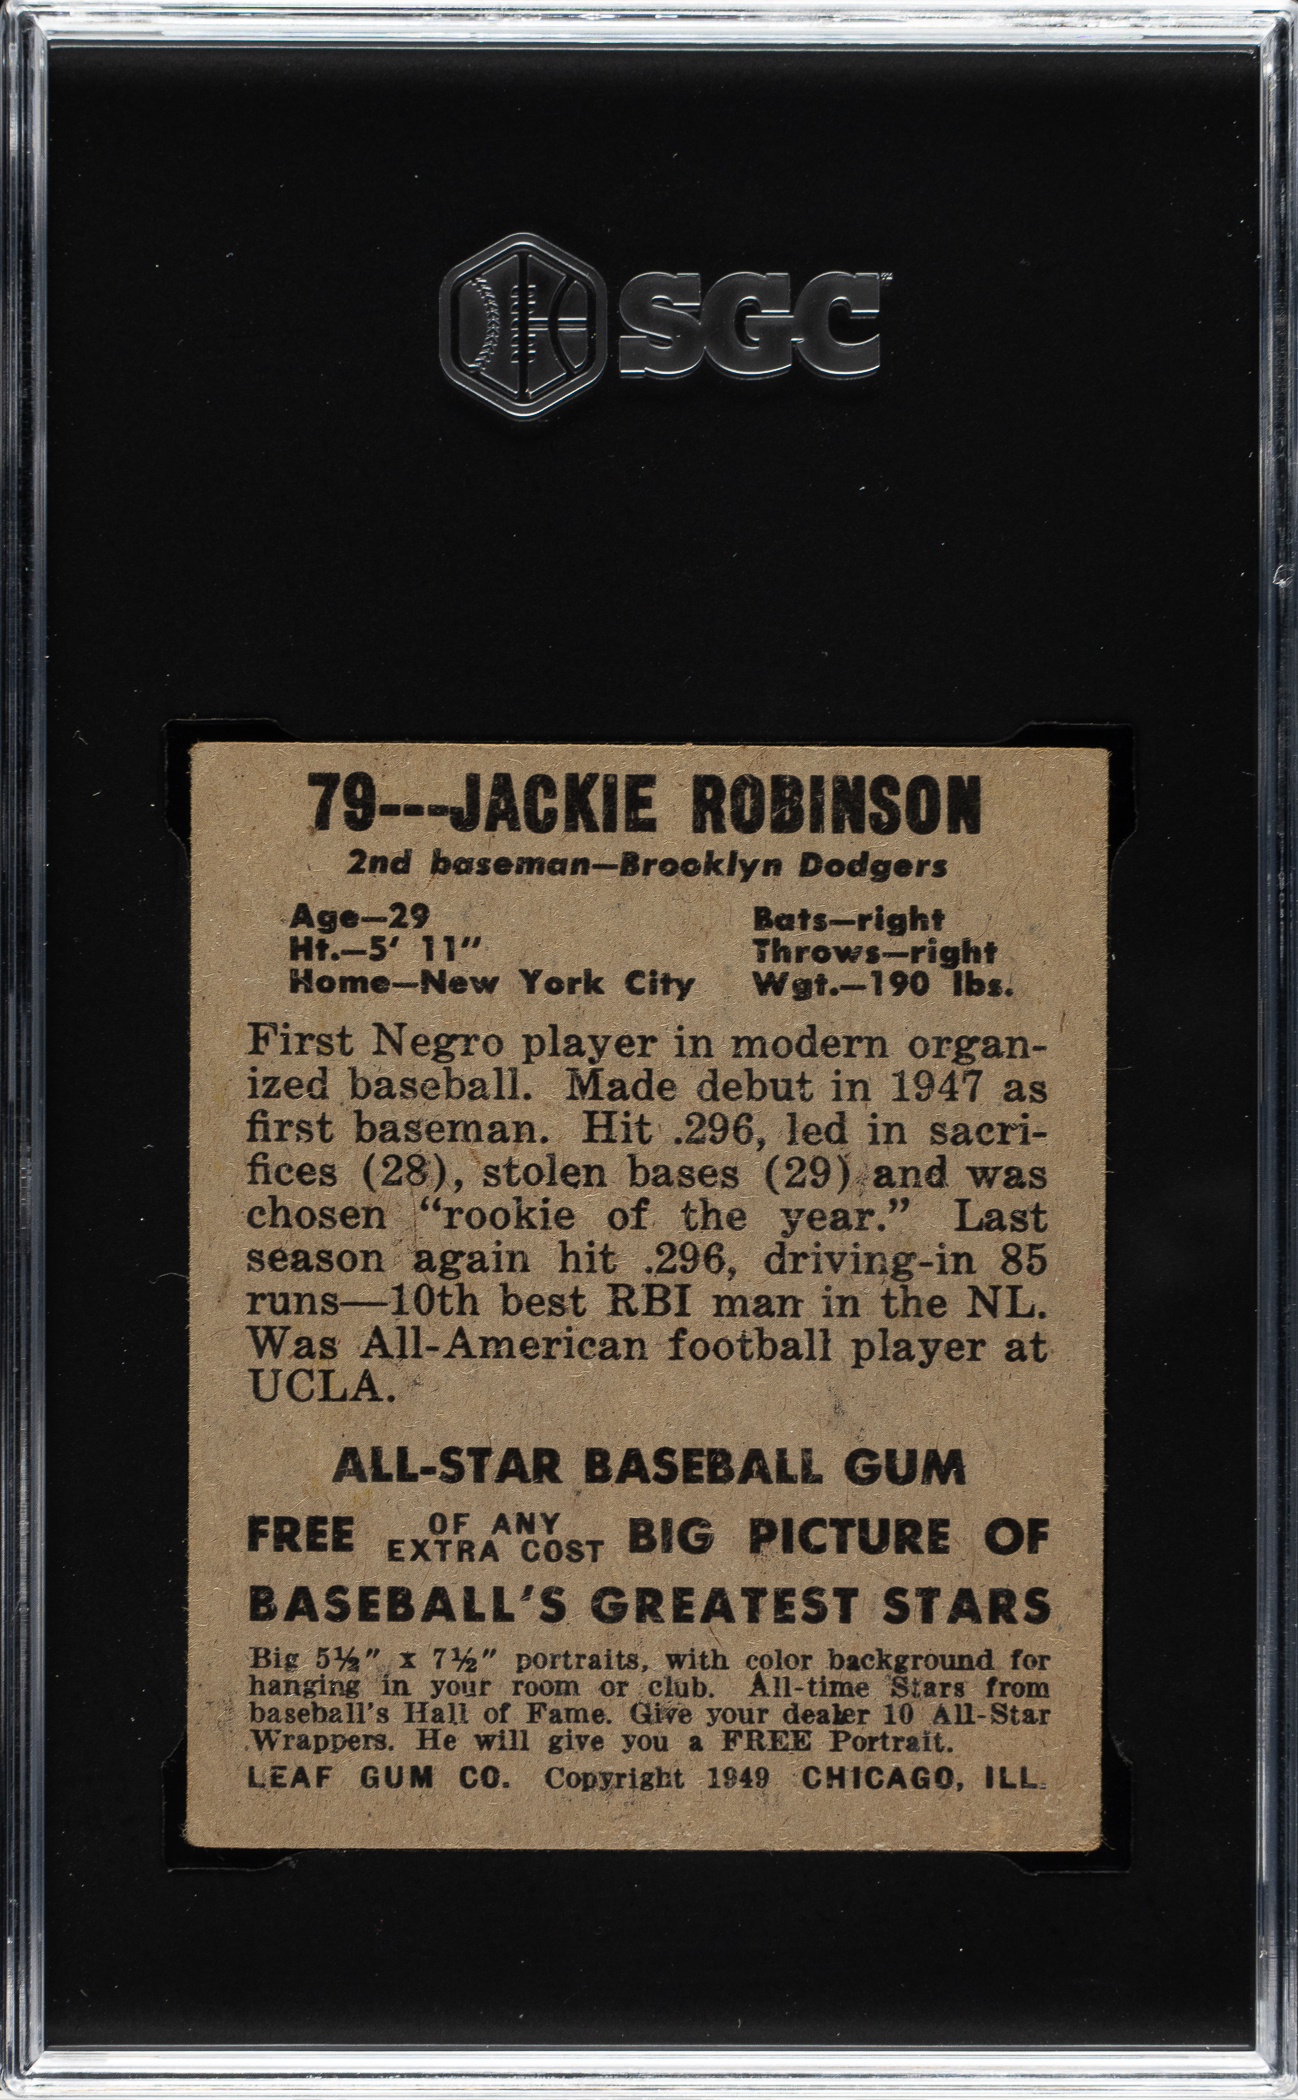 SGC
79---JACKIE ROBINSON
2nd baseman—Brooklyn Dodgers
Age—29
Ht.—5' 11"
Home—New York City
Bats—right
Throws—right
Wgt.—190 lbs.
First Negro player in modern organ-
ized baseball. Made debut in 1947 as
first baseman. Hit .296, led in sacri-
fices (28), stolen bases (29) and was
chosen “rookie of the year.” Last
season again hit .296, driving-in 85
runs—10th best RBI man in the NL.
Was All-American football player at
UCLA.
ALL-STAR BASEBALL GUM
FREE OF ANY EXTRA COST BIG PICTURE OF
BASEBALL'S GREATEST STARS
Big 5½" x 7½" portraits, with color background for
hanging in your room or club. All-time Stars from
baseball's Hall of Fame. Give your dealer 10 All-Star
Wrappers. He will give you a FREE Portrait.
LEAF GUM CO. Copyright 1949 CHICAGO, ILL.